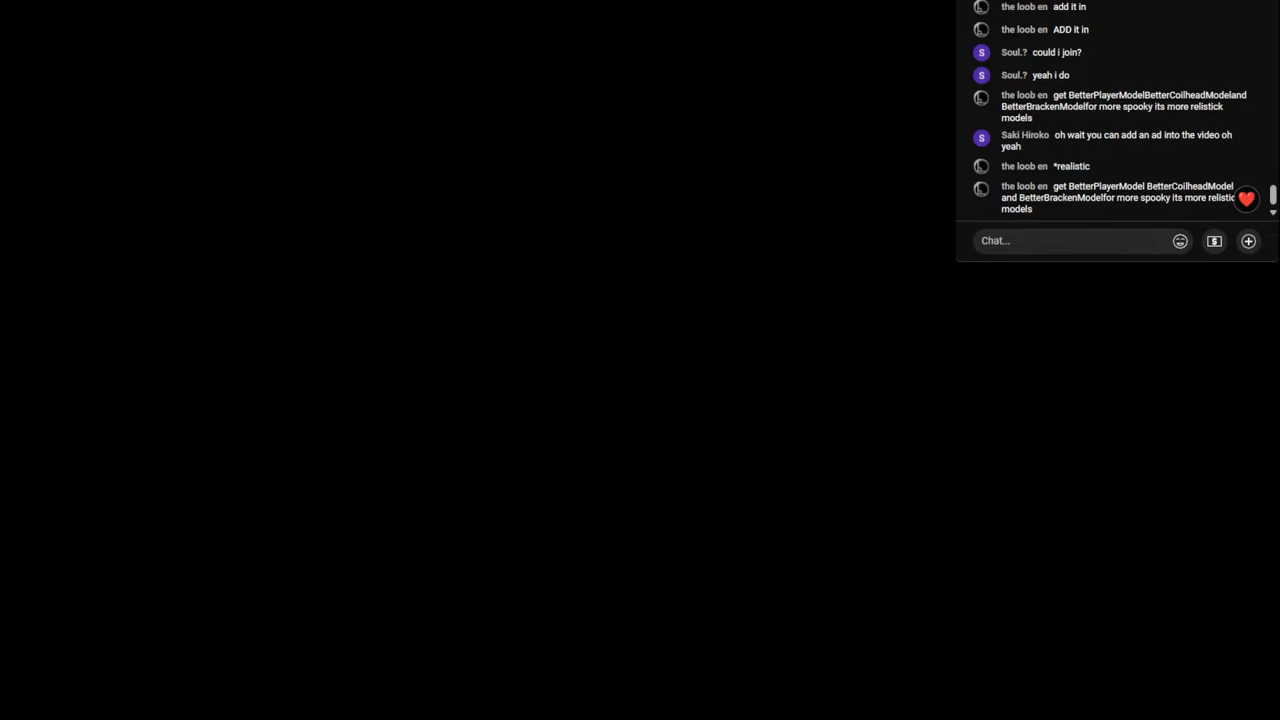 the loob en add it in
the loob en ADD it in
S Soul.? could i join?
S Soul.? yeah i do
the loob en get BetterPlayerModelBetterCoilheadModeland
BetterBrackenModelfor more spooky its more relistick
models
S Saki Hiroko oh wait you can add an ad into the video oh
yeah
the loob en *realistic
the loob en get BetterPlayerModel BetterCoilheadModel
and BetterBrackenModelfor more spooky its more relistic
models
Chat...